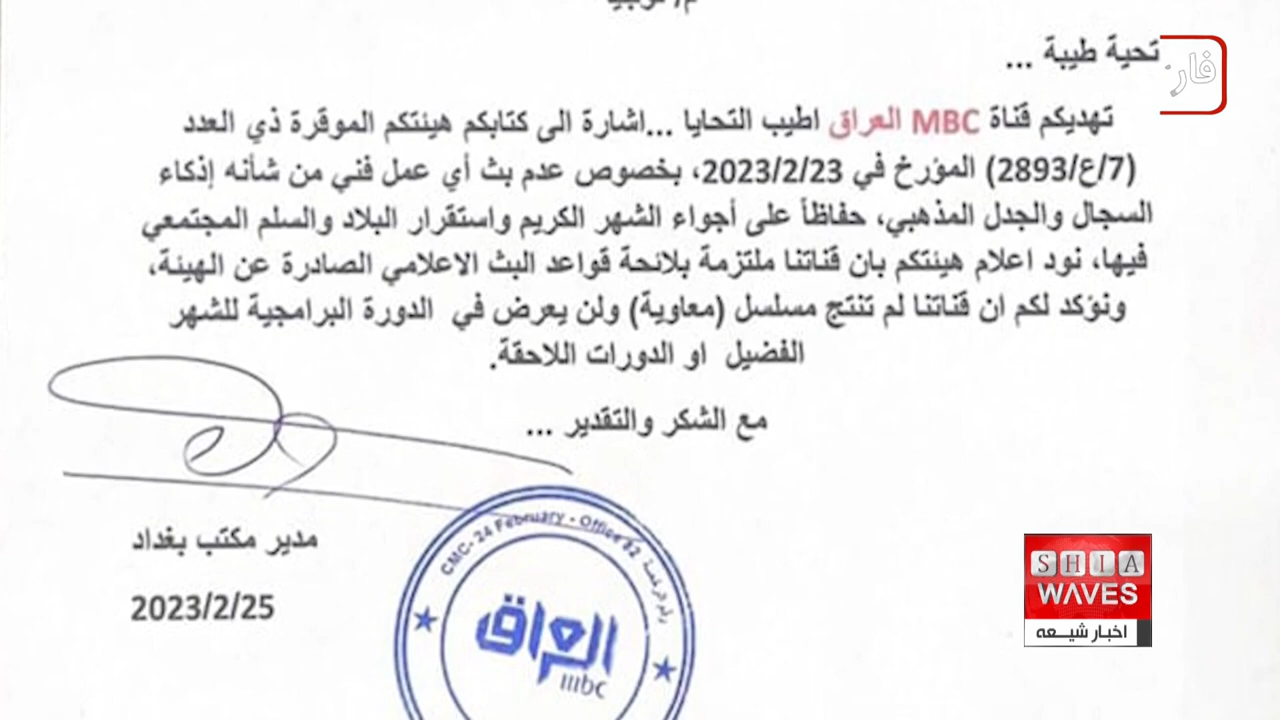 تحية طيبة ...
فار
تهديكم قناة MBC العراق اطيب التحايا ...اشارة الى كتابكم هيئتكم الموقرة ذي العدد
(7/ع/2893) المؤرخ في 2023/2/23، بخصوص عدم بث أي عمل فني من شأنه إذكاء
السجال والجدل المذهبي، حفاظاً على أجواء الشهر الكريم واستقرار البلاد والسلم المجتمعي
فيها، نود اعلام هيئتكم بان قناتنا ملتزمة بلائحة قواعد البث الاعلامي الصادرة عن الهيئة،
ونؤكد لكم ان قناتنا لم تنتج مسلسل (معاوية) ولن يعرض في الدورة البرامجية للشهر
الفضيل او الدورات اللاحقة.
مع الشكر والتقدير ...
مدير مكتب بغداد
2023/2/25
CMC- 24 February - Office 62
العراق
mbc
SHIA
WAVES
اخبار شیعه